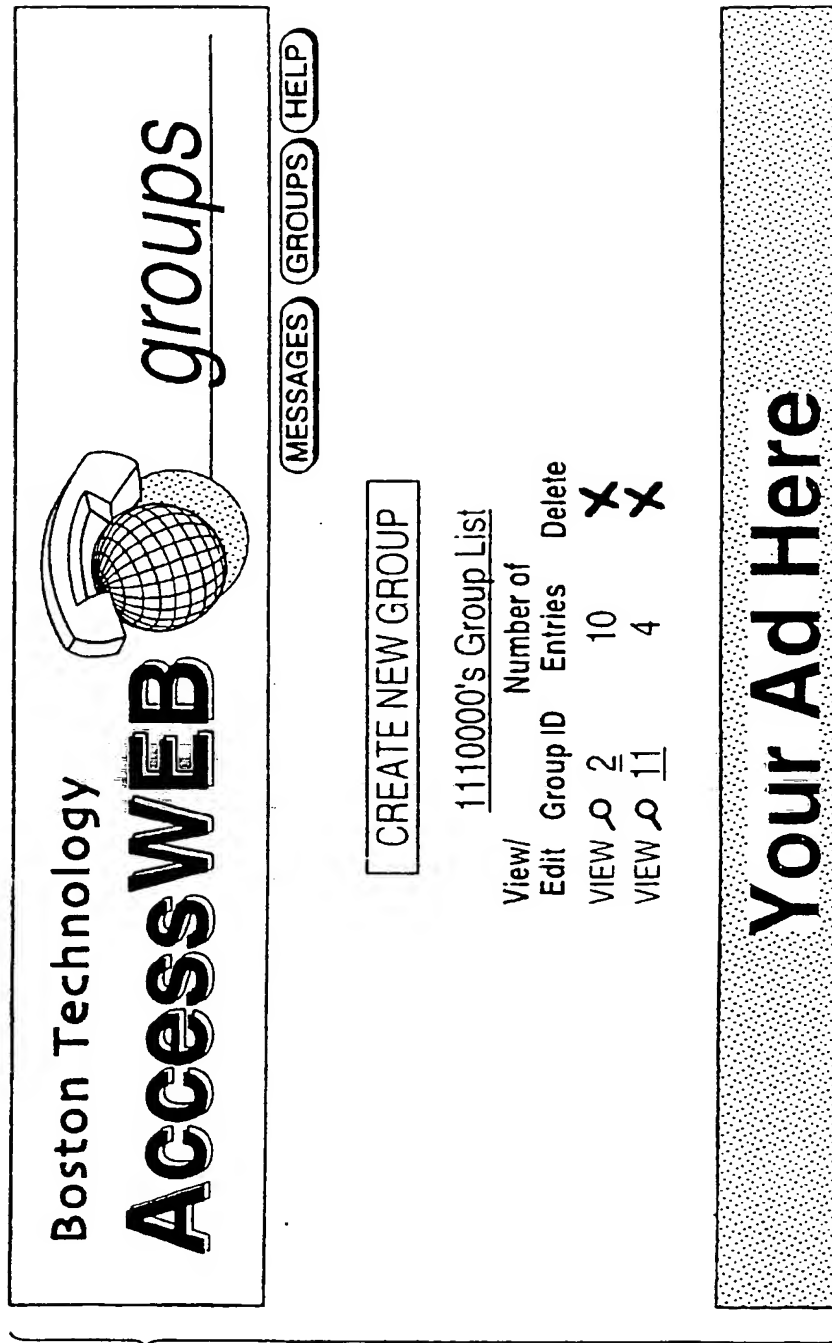 Boston Technology
AccessWEB groups
MESSAGES GROUPS HELP
CREATE NEW GROUP
1110000's Group List
View/ Number of
Edit Group ID Entries Delete
VIEW 2 10 X
VIEW 11 4 X
Your Ad Here